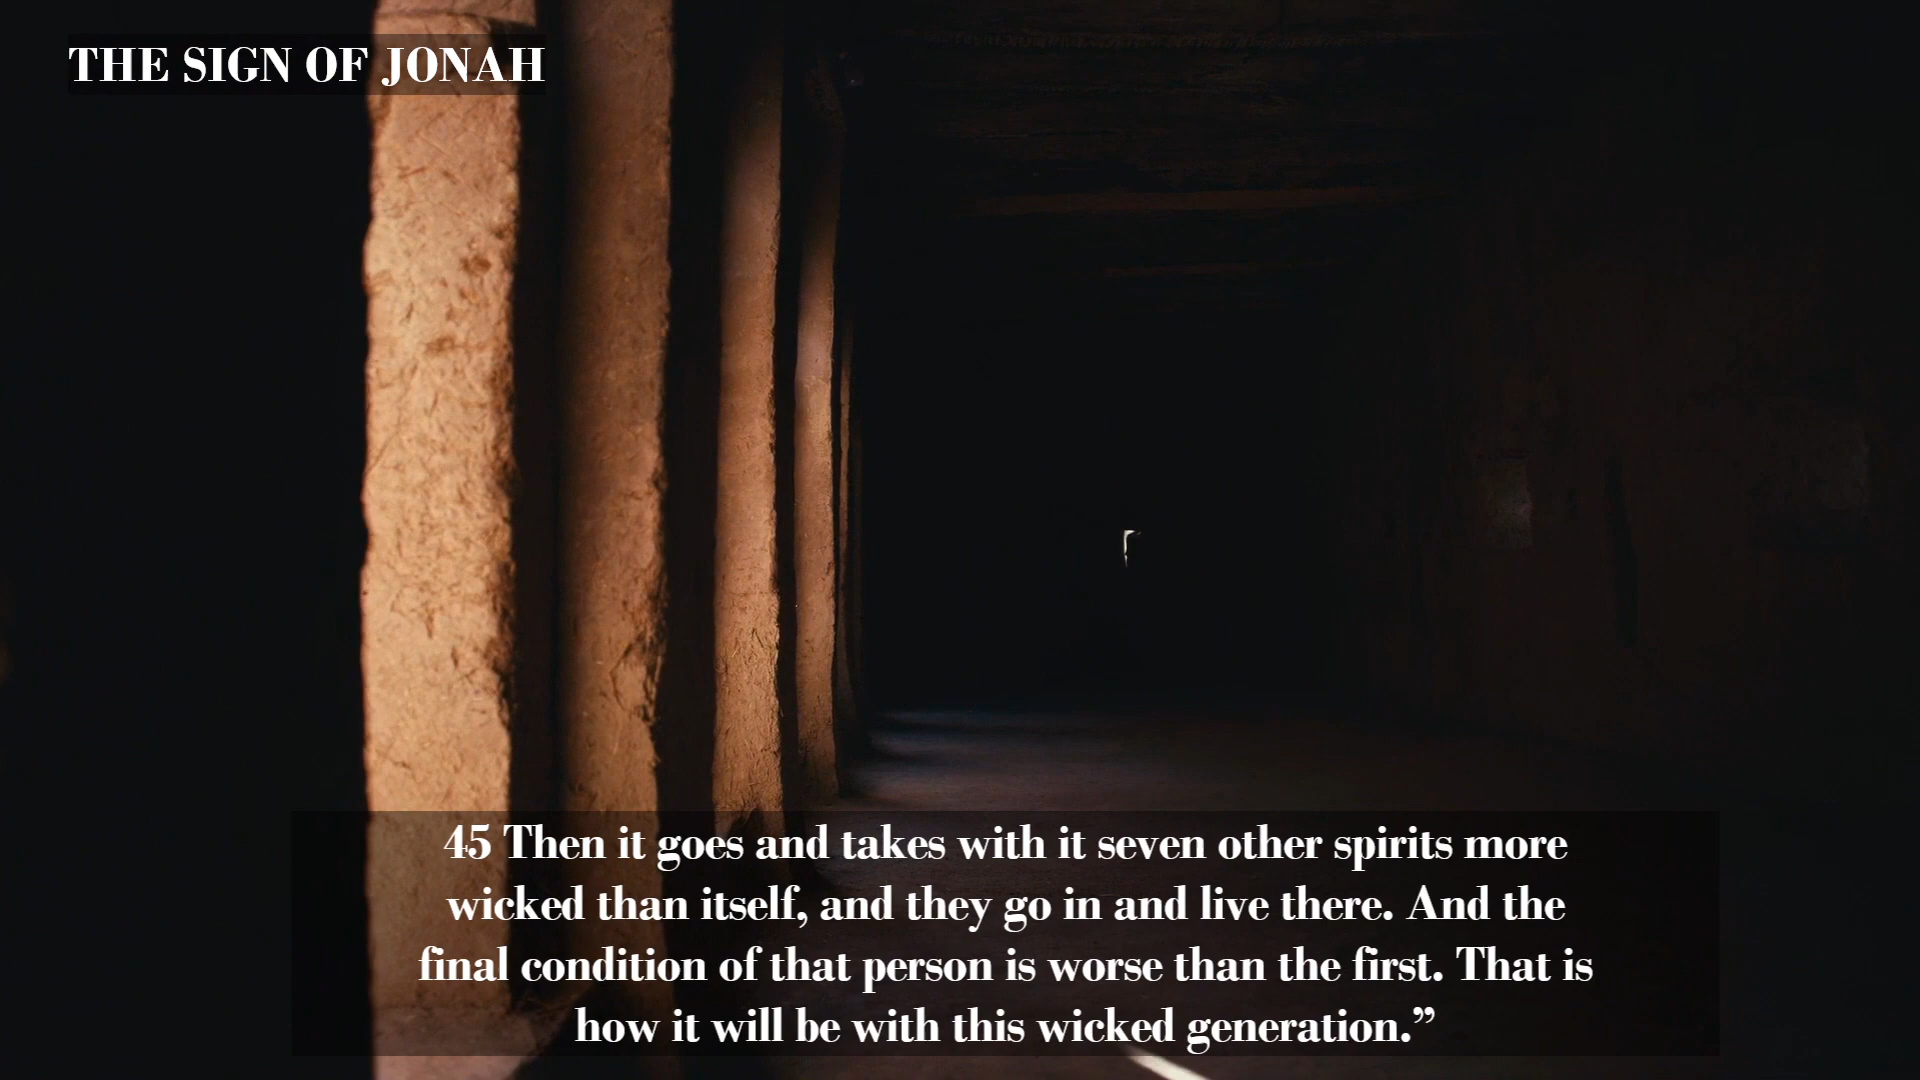 THE SIGN OF JONAH
45 Then it goes and takes with it seven other spirits more
wicked than itself, and they go in and live there. And the
final condition of that person is worse than the first. That is
how it will be with this wicked generation.”